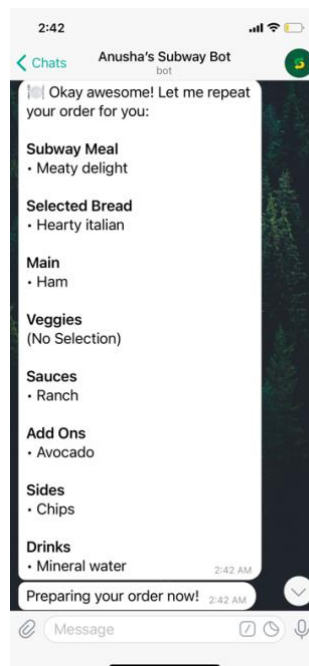 2:42
Chats
Anusha's Subway Bot
bot
🍽 Okay awesome! Let me repeat
your order for you:
Subway Meal
• Meaty delight
Selected Bread
• Hearty italian
Main
• Ham
Veggies
(No Selection)
Sauces
• Ranch
Add Ons
• Avocado
Sides
• Chips
Drinks
• Mineral water
2:42 AM
Preparing your order now! 2:42 AM
Message